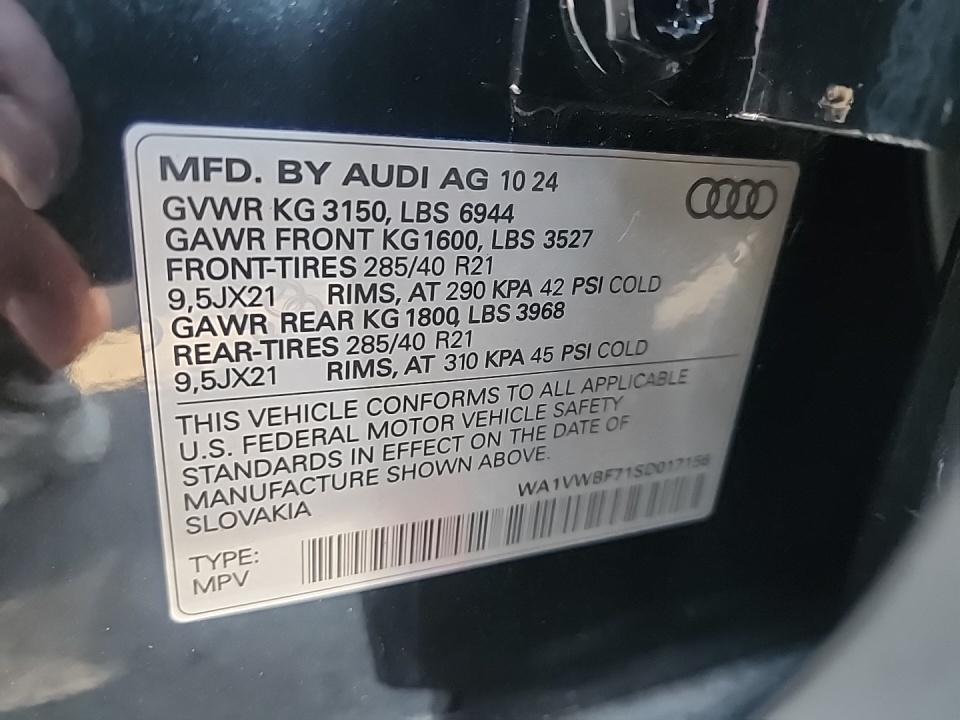 MFD. BY AUDI AG 10 24
GVWR KG 3150, LBS 6944
GAWR FRONT KG 1600, LBS 3527
FRONT-TIRES 285/40 R21
9,5JX21 RIMS, AT 290 KPA 42 PSI COLD
GAWR REAR KG 1800, LBS 3968
REAR-TIRES 285/40 R21
9,5JX21 RIMS, AT 310 KPA 45 PSI COLD
THIS VEHICLE CONFORMS TO ALL APPLICABLE
U.S. FEDERAL MOTOR VEHICLE SAFETY
STANDARDS IN EFFECT ON THE DATE OF
MANUFACTURE SHOWN ABOVE.
SLOVAKIA
WA1VWBF71SD017156
TYPE:
MPV